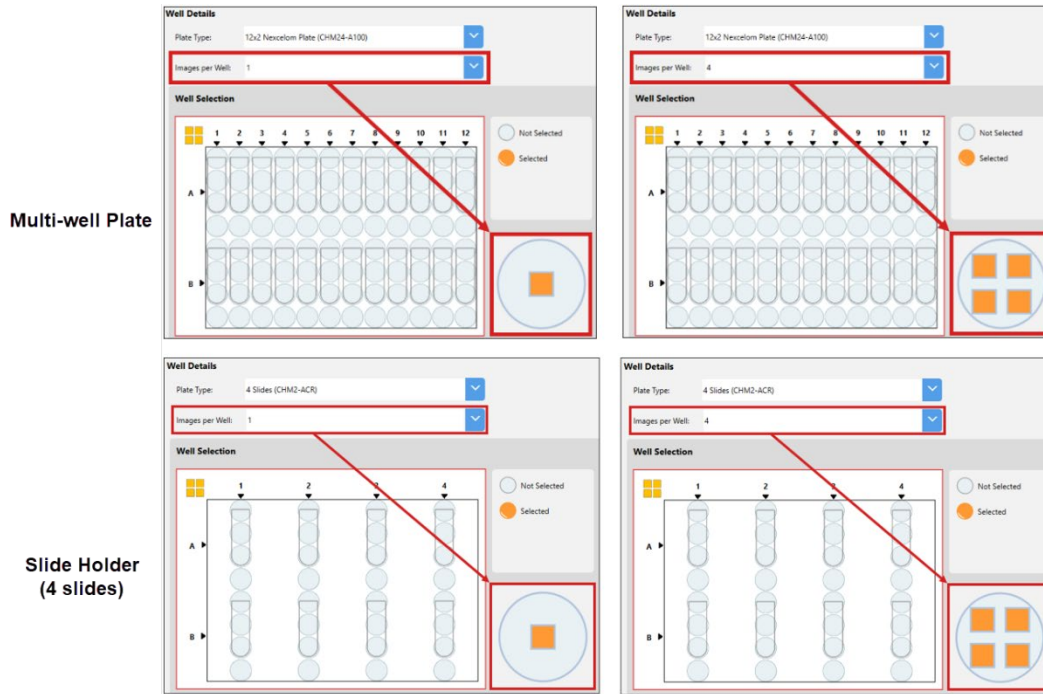 Well Details
Plate Type: 12x2 Nexcelom Plate (CHM24-A100)
Images per Well: 1
Well Selection
1 2 3 4 5 6 7 8 9 10 11 12
Not Selected
Selected
A
B
Well Details
Plate Type: 12x2 Nexcelom Plate (CHM24-A100)
Images per Well: 4
Well Selection
1 2 3 4 5 6 7 8 9 10 11 12
Not Selected
Selected
A
B
Multi-well Plate
Well Details
Plate Type: 4 Slides (CHM2-ACR)
Images per Well: 1
Well Selection
1 2 3 4
Not Selected
Selected
A
B
Well Details
Plate Type: 4 Slides (CHM2-ACR)
Images per Well: 4
Well Selection
1 2 3 4
Not Selected
Selected
A
B
Slide Holder
(4 slides)